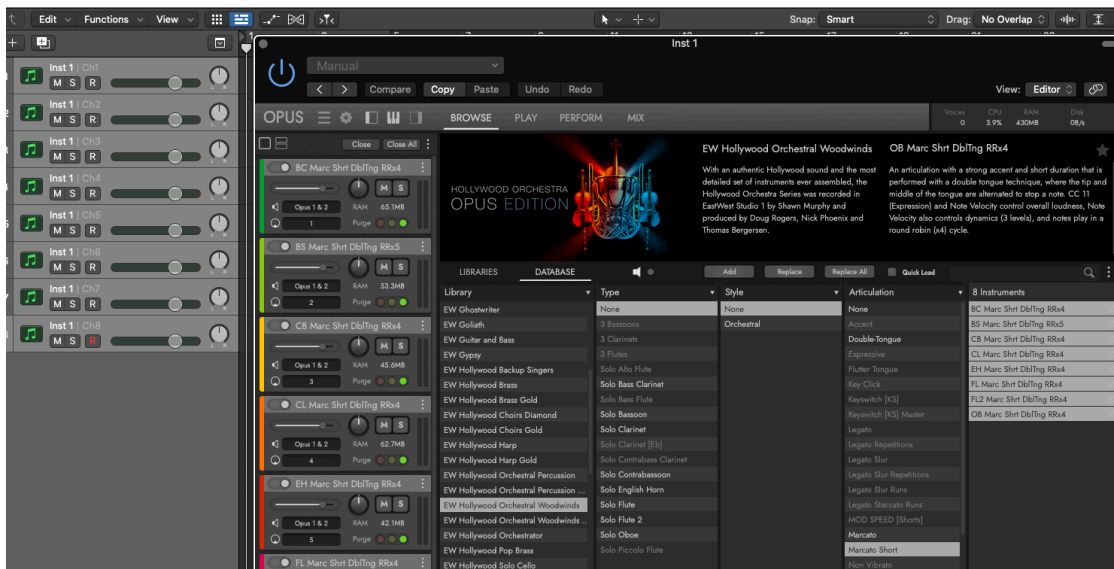 Edit Functions View Snap: Smart Drag: No Overlap
1 3 5 7 9 11 13 15 17 19 21 23
Inst 1 | Ch1
M S R
L R
Inst 1 | Ch2
M S R
Inst 1 | Ch3
M S R
Inst 1 | Ch4
M S R
Inst 1 | Ch5
M S R
Inst 1 | Ch6
M S R
Inst 1 | Ch7
M S R
Inst 1 | Ch8
M S R
Inst 1
Manual
Compare Copy Paste Undo Redo View: Editor
OPUS BROWSE PLAY PERFORM MIX
Voices CPU RAM Disk
0 3.9% 430MB 0B/s
Close Close All
BC Marc Shrt DblTng RRx4
M S
Opus 1 & 2 RAM 65.1MB
1 Purge
BS Marc Shrt DblTng RRx5
M S
Opus 1 & 2 RAM 53.3MB
2 Purge
CB Marc Shrt DblTng RRx4
M S
Opus 1 & 2 RAM 45.6MB
3 Purge
CL Marc Shrt DblTng RRx4
M S
Opus 1 & 2 RAM 62.7MB
4 Purge
EH Marc Shrt DblTng RRx4
M S
Opus 1 & 2 RAM 42.1MB
5 Purge
FL Marc Shrt DblTng RRx4
HOLLYWOOD ORCHESTRA
OPUS EDITION
EW Hollywood Orchestral Woodwinds
With an authentic Hollywood sound and the most
detailed set of instruments ever assembled, the
Hollywood Orchestra Series was recorded in
EastWest Studio 1 by Shawn Murphy and
produced by Doug Rogers, Nick Phoenix and
Thomas Bergersen.
OB Marc Shrt DblTng RRx4
An articulation with a strong accent and short duration that is
performed with a double tongue technique, where the tip and
middle of the tongue are alternated to stop a note. CC 11
(Expression) and Note Velocity control overall loudness, Note
Velocity also controls dynamics (3 levels), and notes play in a
round robin (x4) cycle.
LIBRARIES DATABASE Add Replace Replace All Quick Load
Library
EW Ghostwriter
EW Goliath
EW Guitar and Bass
EW Gypsy
EW Hollywood Backup Singers
EW Hollywood Brass
EW Hollywood Brass Gold
EW Hollywood Choirs Diamond
EW Hollywood Choirs Gold
EW Hollywood Harp
EW Hollywood Harp Gold
EW Hollywood Orchestral Percussion
EW Hollywood Orchestral Percussion ...
EW Hollywood Orchestral Woodwinds
EW Hollywood Orchestral Woodwinds ..
EW Hollywood Orchestrator
EW Hollywood Pop Brass
EW Hollywood Solo Cello
Type
None
3 Bassoons
3 Clarinets
3 Flutes
Solo Alto Flute
Solo Bass Clarinet
Solo Bass Flute
Solo Bassoon
Solo Clarinet
Solo Clarinet [Eb]
Solo Contrabass Clarinet
Solo Contrabassoon
Solo English Horn
Solo Flute
Solo Flute 2
Solo Oboe
Solo Piccolo Flute
Style
None
Orchestral
Articulation
None
Accent
Double-Tongue
Expressive
Flutter Tongue
Key Click
Keyswitch [KS]
Keyswitch [KS] Master
Legato
Legato Repetitions
Legato Slur
Legato Slur Repetitions
Legato Slur Runs
Legato Staccato Runs
MOD SPEED [Shorts]
Marcato
Marcato Short
Non Vibrato
8 Instruments
BC Marc Shrt DblTng RRx4
BS Marc Shrt DblTng RRx5
CB Marc Shrt DblTng RRx4
CL Marc Shrt DblTng RRx4
EH Marc Shrt DblTng RRx4
FL Marc Shrt DblTng RRx4
FL2 Marc Shrt DblTng RRx4
OB Marc Shrt DblTng RRx4